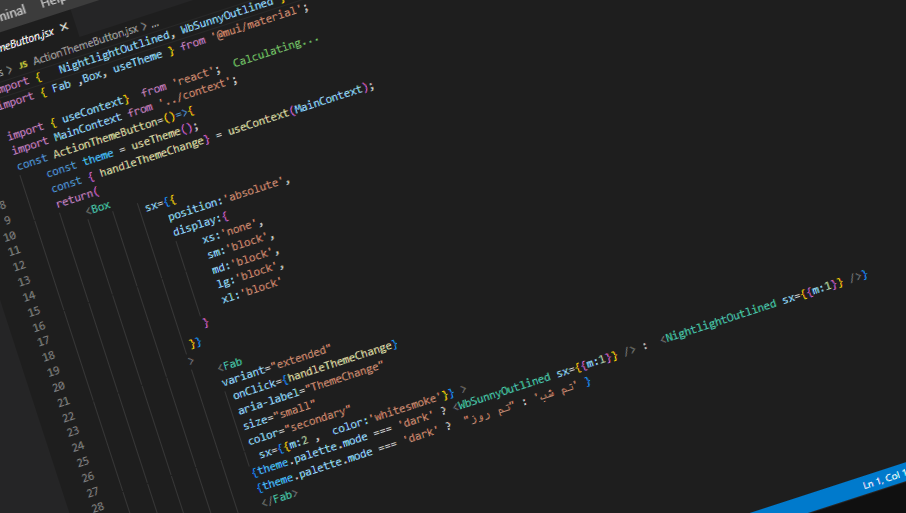 minal Help
meButton.jsx ×
s > JS ActionThemeButton.jsx > ...
import {   NightlightOutlined, WbSunnyOutlined }
import { Fab ,Box, useTheme } from '@mui/material';
import { useContext}  from 'react';  Calculating...
import MainContext from '../context';
const ActionThemeButton=()=>{
const theme = useTheme();
8 const { handleThemeChange} = useContext(MainContext);
9 return(
10 <Box sx={{
11 position:'absolute',
12 display:{
13 xs:'none',
14 sm:'block',
15 md:'block',
16 lg:'block',
17 xl:'block'
18 }
19 }}
20 > <Fab
21 variant="extended"
22 onClick={handleThemeChange}
23 aria-label="ThemeChange"
24 size="small"
25 color="secondary"
26 sx={{m:2 ,  color:'whitesmoke'}} >
27 {theme.palette.mode === 'dark' ? <WbSunnyOutlined sx={{m:1}} /> :  <NightlightOutlined sx={{m:1}} />}
28 {theme.palette.mode === 'dark' ?  "تم روز" : 'تم شب' }
</Fab>
Ln 1, Col 1